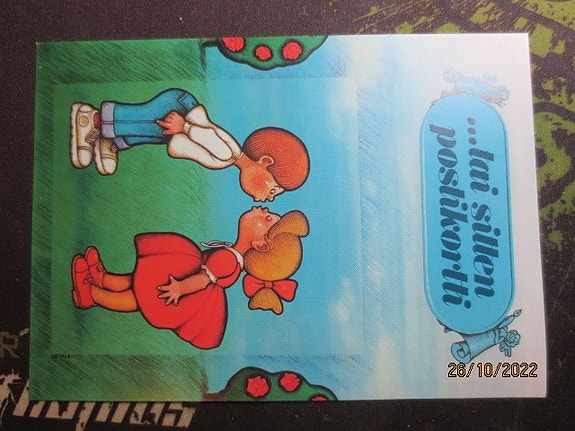 ...tai sitten
postikortti
26/10/2022